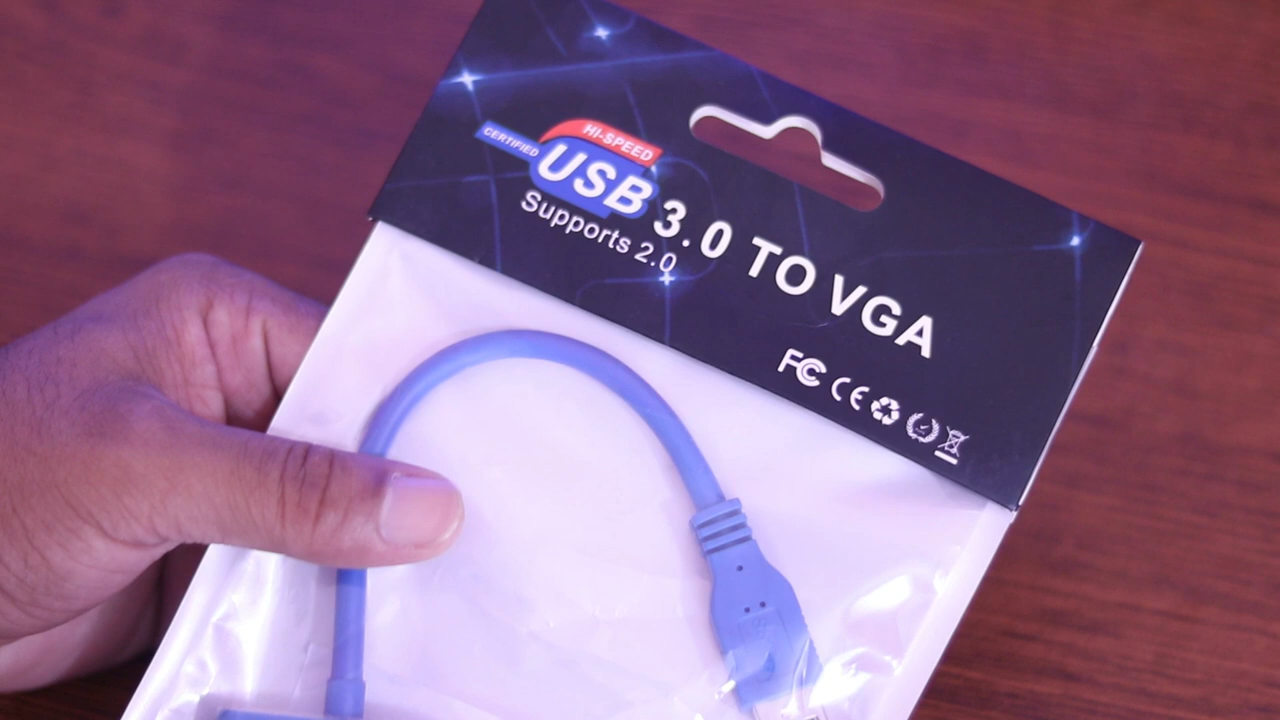 CERTIFIED
HI-SPEED
USB 3.0 TO VGA
Supports 2.0
FC CE